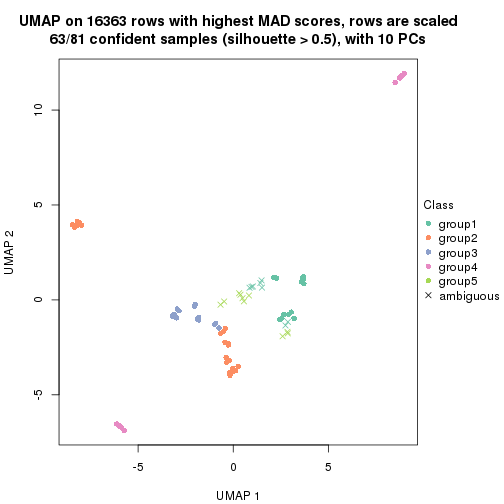 UMAP on 16363 rows with highest MAD scores, rows are scaled
63/81 confident samples (silhouette > 0.5), with 10 PCs
10
5
0
-5
UMAP 2
-5
0
5
UMAP 1
Class
group1
group2
group3
group4
group5
ambiguous